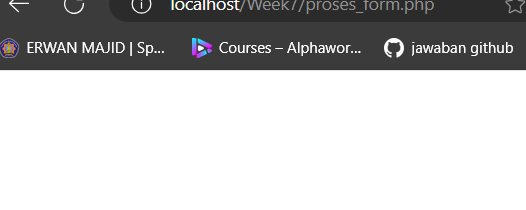 localhost/Week7/proses_form.php
ERWAN MAJID | Sp...
Courses – Alphawor...
jawaban github